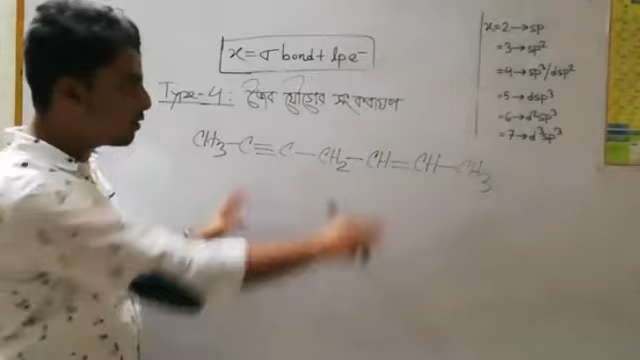 x = σ bond + lp e⁻
Type-4: জৈব যৌগের সংকরায়ণ
CH₃-C≡C-CH₂-CH=CH-CH₃
x=2→sp
=3→sp²
=4→sp³/dsp²
=5→dsp³
=6→d²sp³
=7→d³sp³